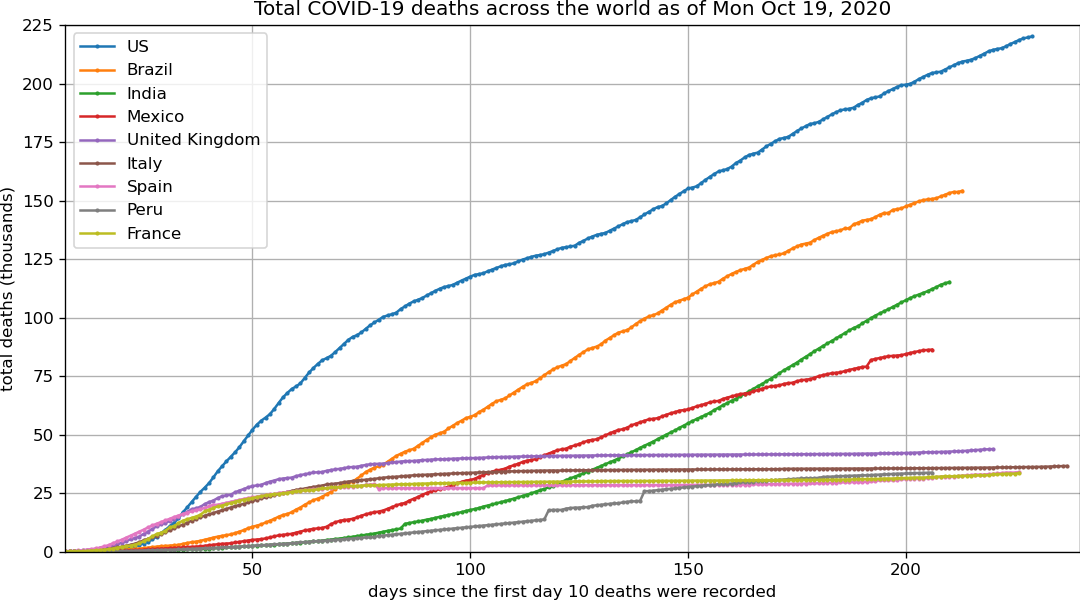 Total COVID-19 deaths across the world as of Mon Oct 19, 2020
total deaths (thousands)
225
200
175
150
125
100
75
50
25
0
US
Brazil
India
Mexico
United Kingdom
Italy
Spain
Peru
France
50 100 150 200
days since the first day 10 deaths were recorded